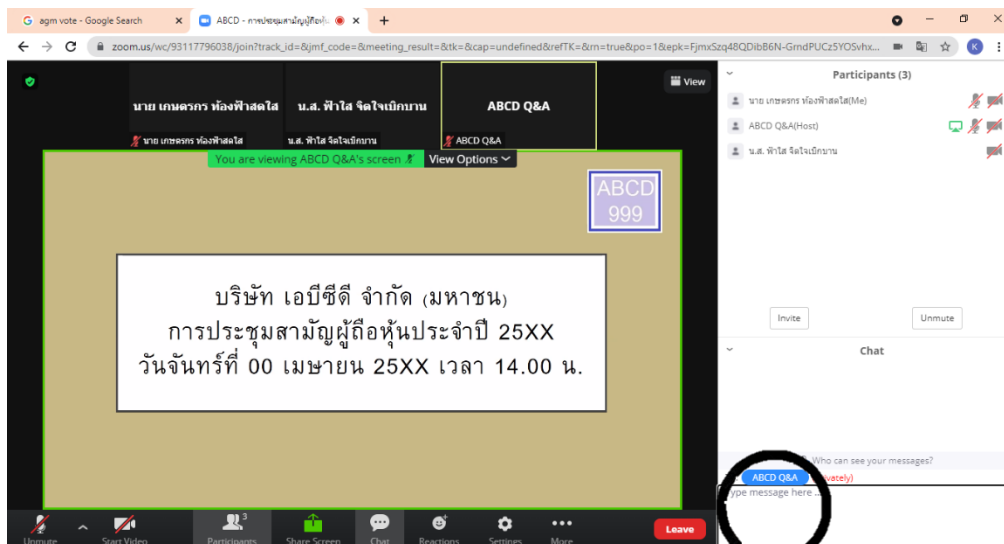 agm vote - Google Search
ABCD - การประชุมสามัญผู้ถือหุ้น
zoom.us/wc/93117796038/join?track_id=&jmf_code=&meeting_result=&tk=&cap=undefined&refTK=&rn=true&po=1&epk=FjmxSzq48QDibB6N-GrndPUCz5YOSvhx...
K
View
นาย เกษตรกร ท้องฟ้าสดใส
น.ส. ฟ้าใส จิตใจเบิกบาน
ABCD Q&A
นาย เกษตรกร ท้องฟ้าสดใส
น.ส. ฟ้าใส จิตใจเบิกบาน
ABCD Q&A
You are viewing ABCD Q&A's screen
View Options
ABCD
999
บริษัท เอบีซีดี จำกัด (มหาชน)
การประชุมสามัญผู้ถือหุ้นประจำปี 25XX
วันจันทร์ที่ 00 เมษายน 25XX เวลา 14.00 น.
Unmute
Start Video
Participants
3
Share Screen
Chat
Reactions
Settings
More
Leave
Participants (3)
นาย เกษตรกร ท้องฟ้าสดใส(Me)
ABCD Q&A(Host)
น.ส. ฟ้าใส จิตใจเบิกบาน
Invite
Unmute
Chat
Who can see your messages?
ABCD Q&A
Type message here ...